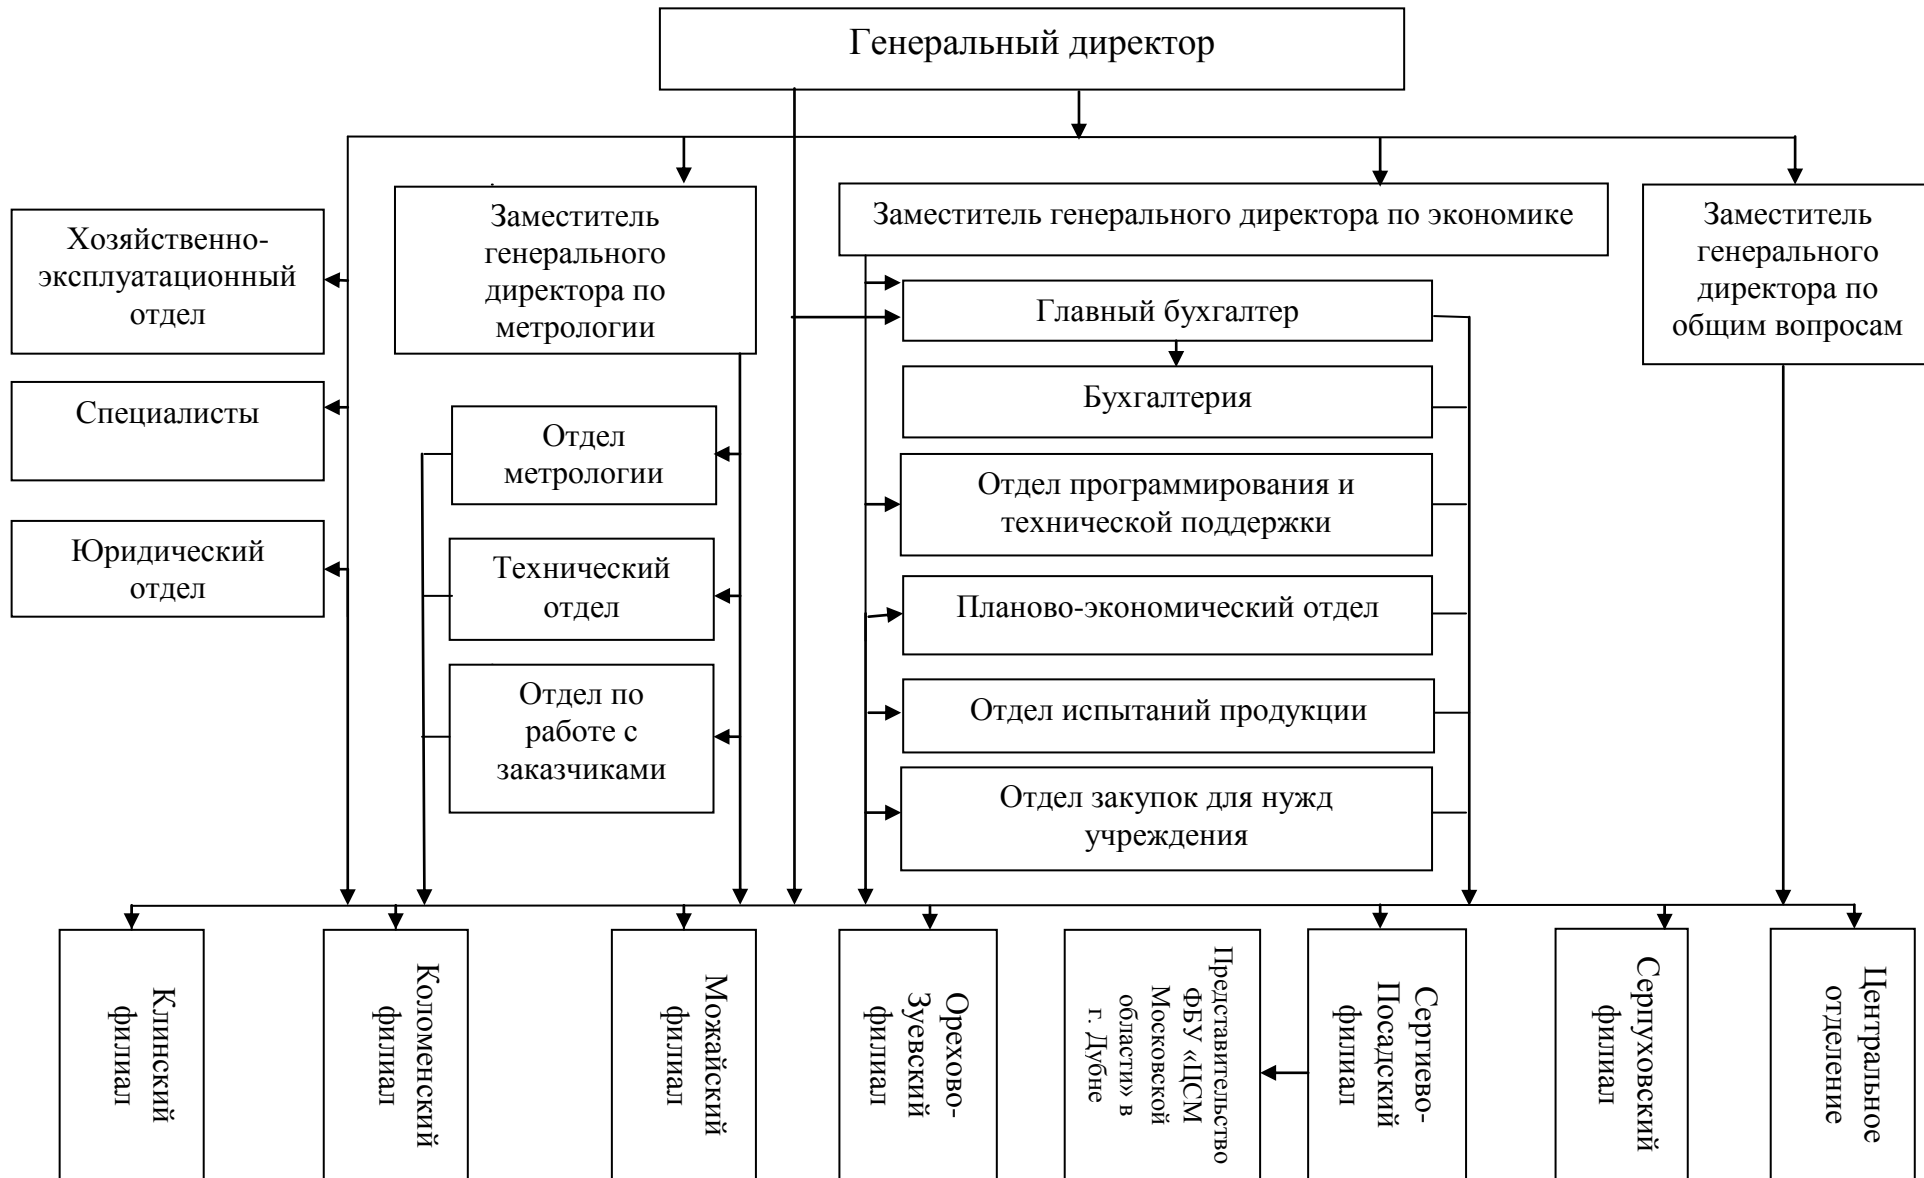 Генеральный директор
Хозяйственно-
эксплуатационный
отдел
Специалисты
Юридический
отдел
Заместитель
генерального
директора по
метрологии
Отдел
метрологии
Технический
отдел
Отдел по
работе с
заказчиками
Заместитель генерального директора по экономике
Главный бухгалтер
Бухгалтерия
Отдел программирования и
технической поддержки
Планово-экономический отдел
Отдел испытаний продукции
Отдел закупок для нужд
учреждения
Заместитель
генерального
директора по
общим вопросам
Клинский
филиал
Коломенский
филиал
Можайский
филиал
Орехово-
Зуевский
филиал
Представительство
ФБУ «ЦСМ
Московской
области» в
г. Дубне
Сергиево-
Посадский
филиал
Серпуховский
филиал
Центральное
отделение